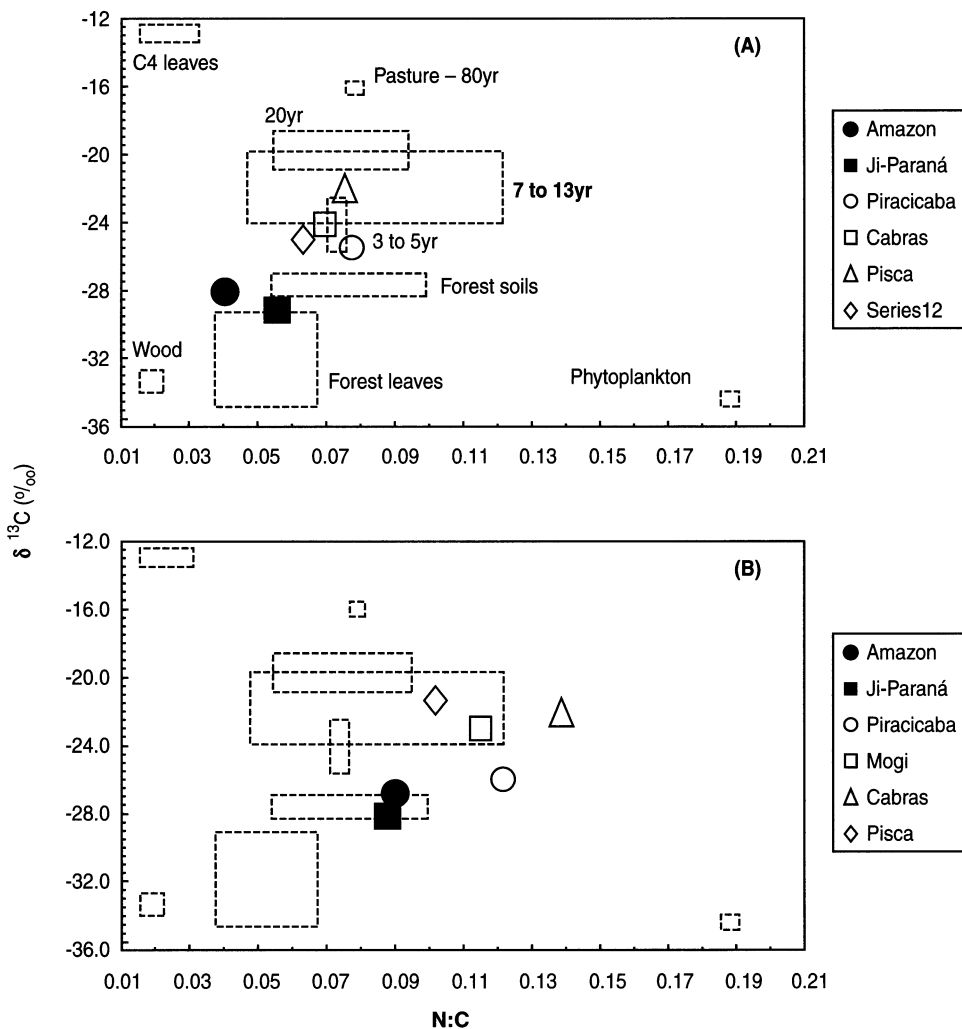 -12
-16
-20
-24
-28
-32
-36
(A)
C4 leaves
Pasture – 80yr
20yr
7 to 13yr
3 to 5yr
Forest soils
Wood
Forest leaves
Phytoplankton
0.01 0.03 0.05 0.07 0.09 0.11 0.13 0.15 0.17 0.19 0.21
Amazon
Ji-Paraná
Piracicaba
Cabras
Pisca
Series12
δ ¹³C (º/₀₀)
-12.0
-16.0
-20.0
-24.0
-28.0
-32.0
-36.0
(B)
0.01 0.03 0.05 0.07 0.09 0.11 0.13 0.15 0.17 0.19 0.21
N:C
Amazon
Ji-Paraná
Piracicaba
Mogi
Cabras
Pisca